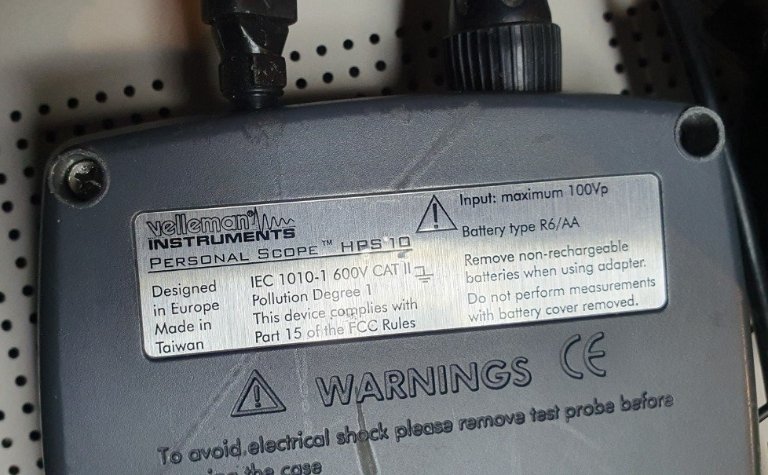 velleman®
INSTRUMENTS
PERSONAL SCOPE™ HPS10
Designed
in Europe
Made in
Taiwan
IEC 1010-1 600V CAT II
Pollution Degree 1
This device complies with
Part 15 of the FCC Rules
Input: maximum 100Vp
Battery type R6/AA
Remove non-rechargeable
batteries when using adapter.
Do not perform measurements
with battery cover removed.
WARNINGS CE
To avoid electrical shock please remove test probe before
the case